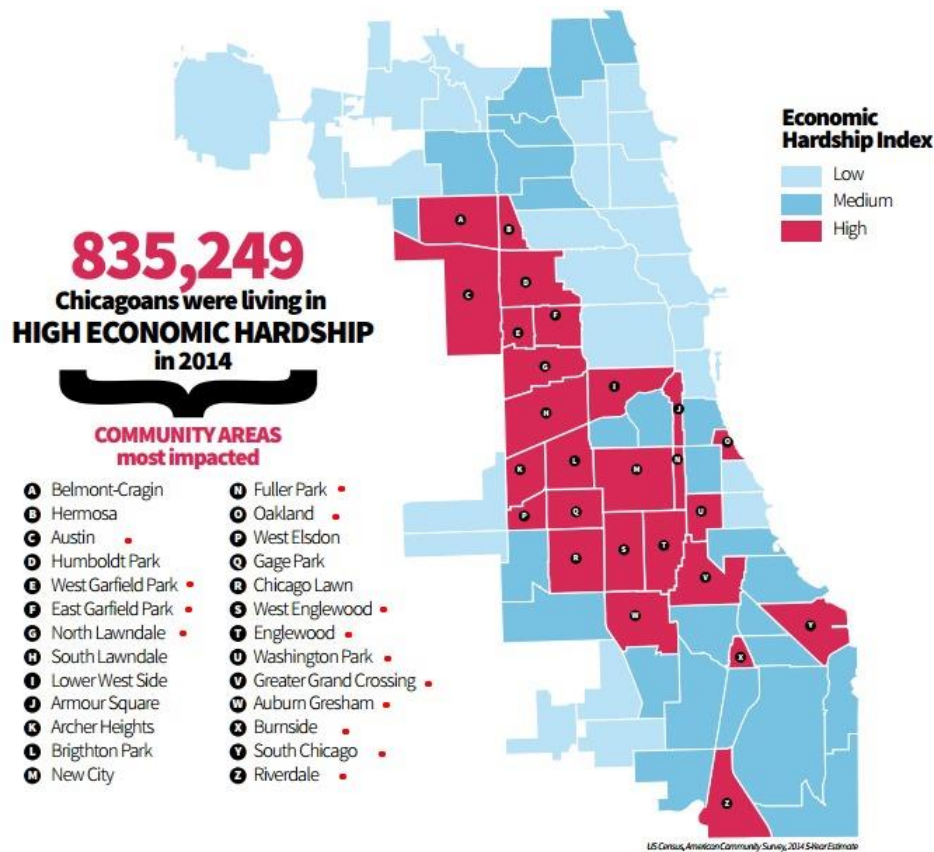 Economic
Hardship Index
Low
Medium
High
835,249
Chicagoans were living in
HIGH ECONOMIC HARDSHIP
in 2014
COMMUNITY AREAS
most impacted
A Belmont-Cragin
B Hermosa
C Austin
D Humboldt Park
E West Garfield Park
F East Garfield Park
G North Lawndale
H South Lawndale
I Lower West Side
J Armour Square
K Archer Heights
L Brigthton Park
M New City
N Fuller Park
O Oakland
P West Elsdon
Q Gage Park
R Chicago Lawn
S West Englewood
T Englewood
U Washington Park
V Greater Grand Crossing
W Auburn Gresham
X Burnside
Y South Chicago
Z Riverdale
A
B
C
D
E
F
G
H
I
J
K
L
M
N
O
P
Q
R
S
T
U
V
W
X
Y
Z
US Census, American Community Survey, 2014 5-Year Estimate